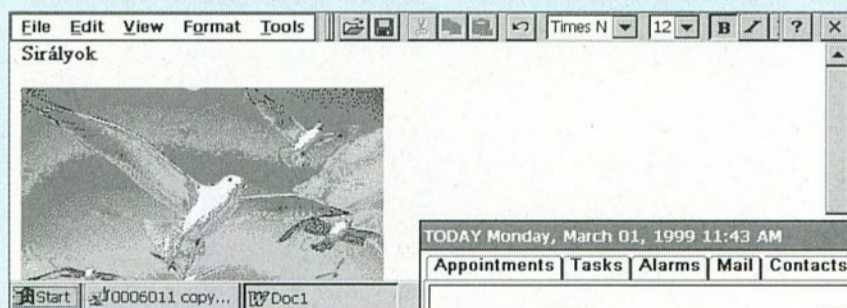 File Edit View Format Tools Times N 12 B I ? ×
Sirályok
TODAY Monday, March 01, 1999 11:43 AM
Appointments Tasks Alarms Mail Contacts
Start 0006011 copy... Doc1